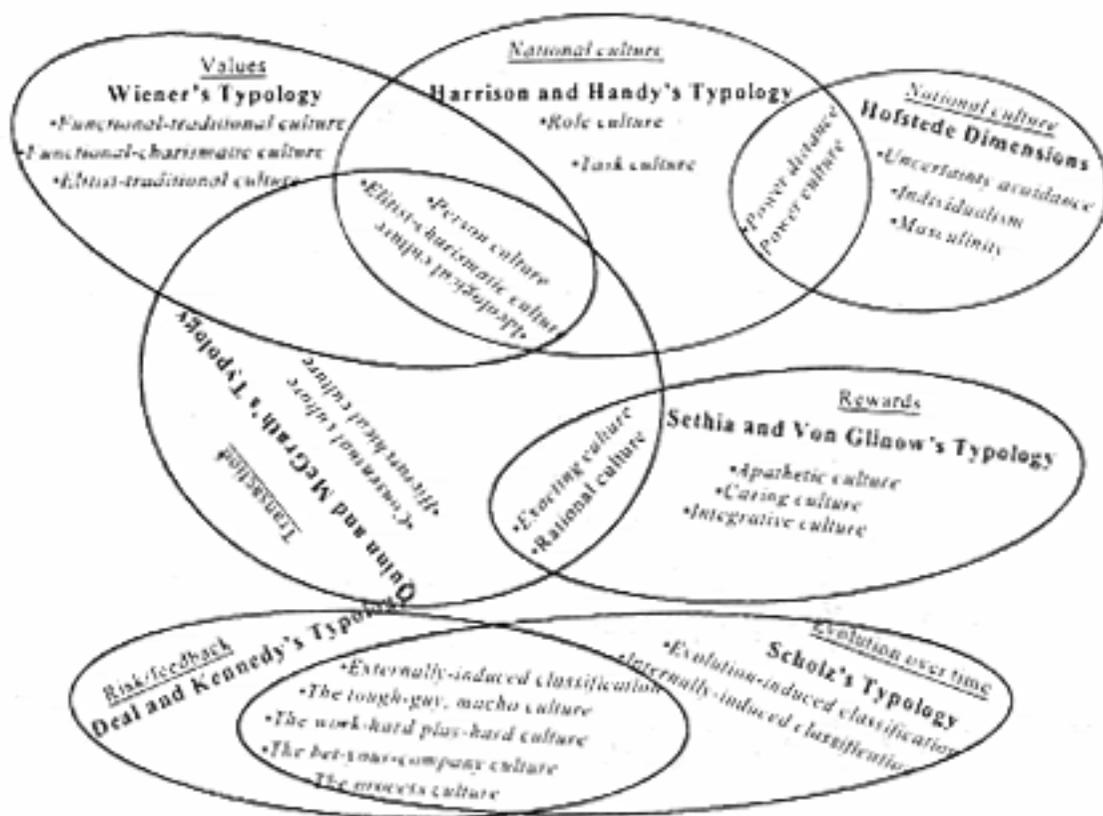 Values
Wiener's Typology
•Functional-traditional culture
•Functional-charismatic culture
•Elitist-traditional culture
National culture
Harrison and Handy's Typology
•Role culture
•Task culture
National culture
Hofstede Dimensions
•Uncertainty avoidance
•Individualism
•Masculinity
•Power distance
Power culture
•Person culture
•Elitist-charismatic culture
•Ideological culture
Quinn and McGrath's Typology
Transaction
•Consensual culture
•Hierarchical culture
Rewards
Sethia and Von Glinow's Typology
•Apathetic culture
•Caring culture
•Integrative culture
•Exacting culture
•Rational culture
Risk/feedback
Deal and Kennedy's Typology
•Externally-induced classification
•The tough-guy, macho culture
•The work-hard play-hard culture
•The bet-your-company culture
•The process culture
Evolution over time
Scholz's Typology
•Evolution-induced classification
•Internally-induced classification